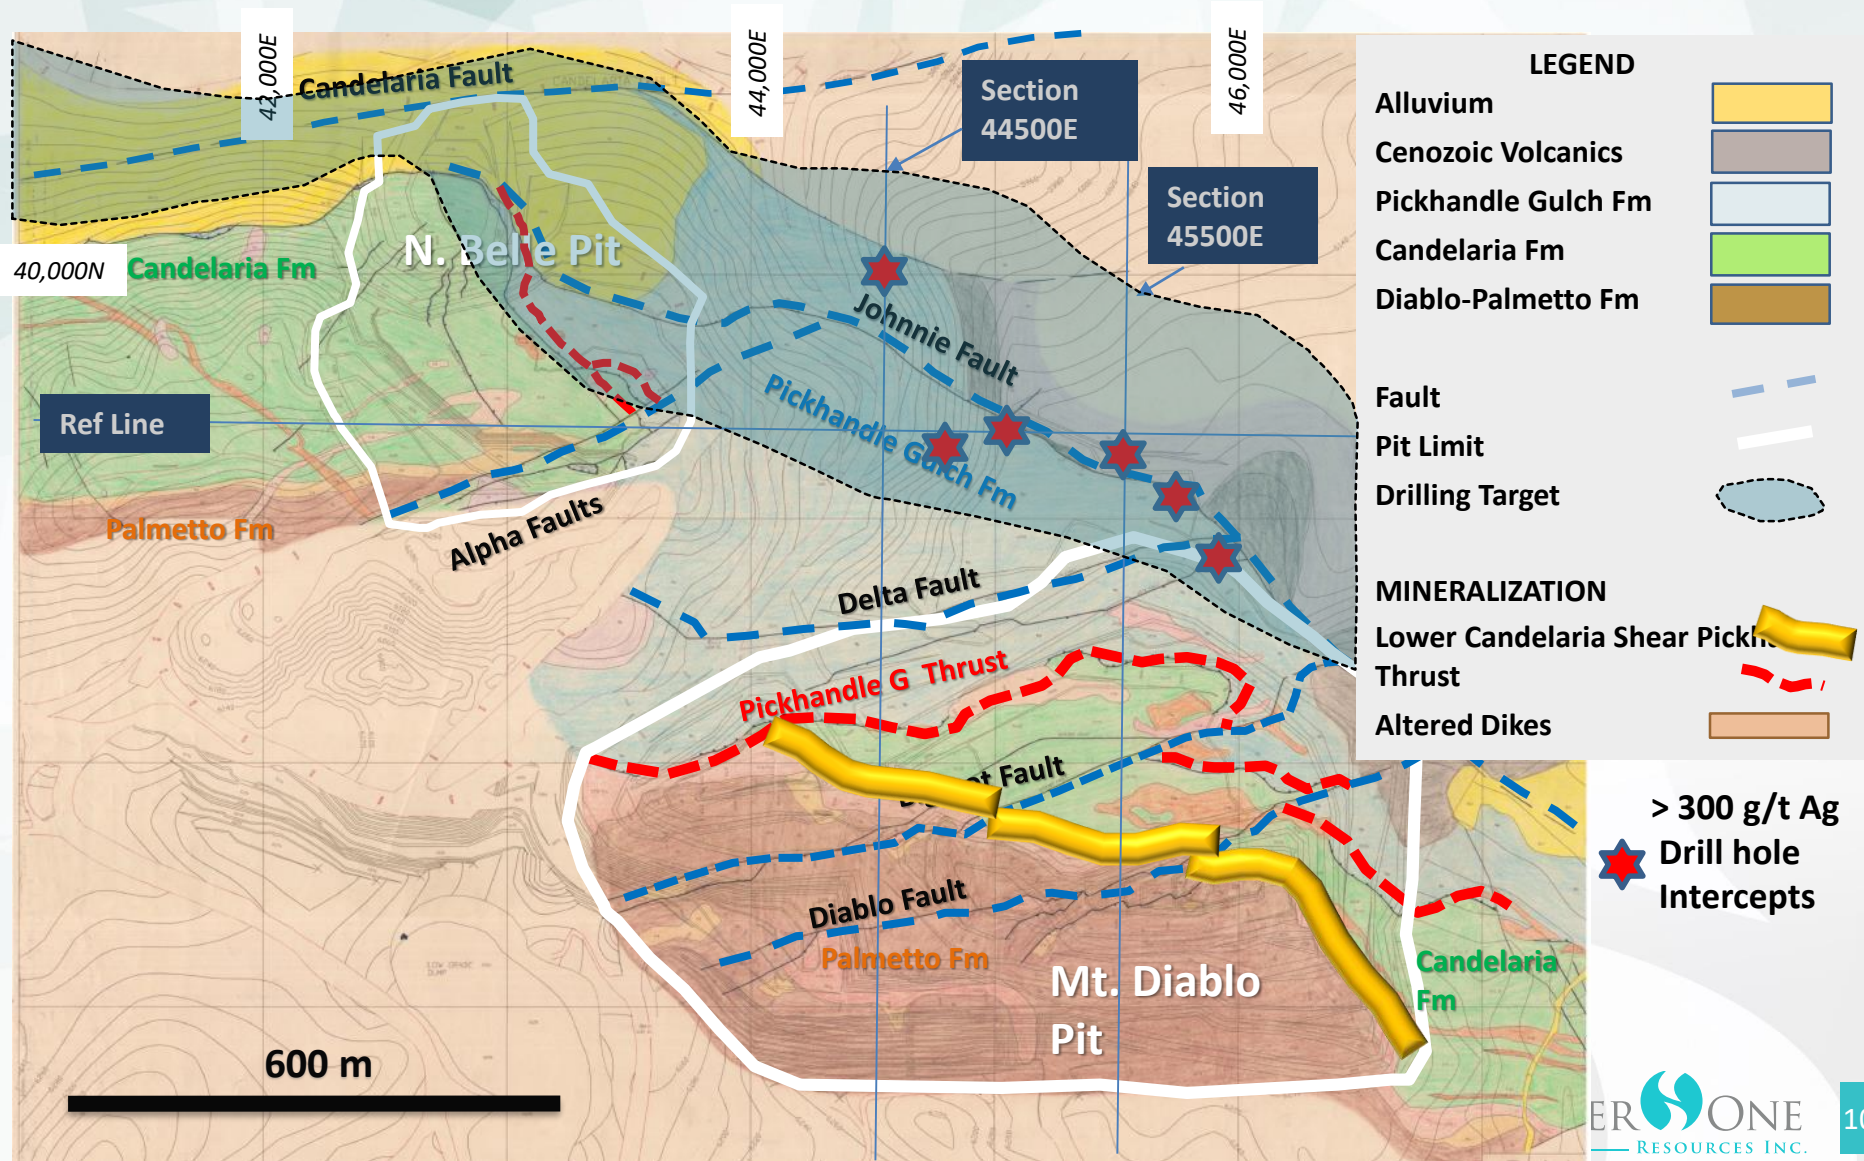 42,000E
44,000E
46,000E
Candelaria Fault
Section
44500E
Section
45500E
40,000N
Candelaria Fm
N. Belle Pit
Johnnie Fault
Pickhandle Gulch Fm
Ref Line
Palmetto Fm
Alpha Faults
Delta Fault
Pickhandle G Thrust
Fault
Diablo Fault
Palmetto Fm
Mt. Diablo
Pit
Candelaria
Fm
600 m
LEGEND
Alluvium
Cenozoic Volcanics
Pickhandle Gulch Fm
Candelaria Fm
Diablo-Palmetto Fm
Fault
Pit Limit
Drilling Target
MINERALIZATION
Lower Candelaria Shear
Thrust
Altered Dikes
> 300 g/t Ag
Drill hole
Intercepts
ER ONE
RESOURCES INC.
10